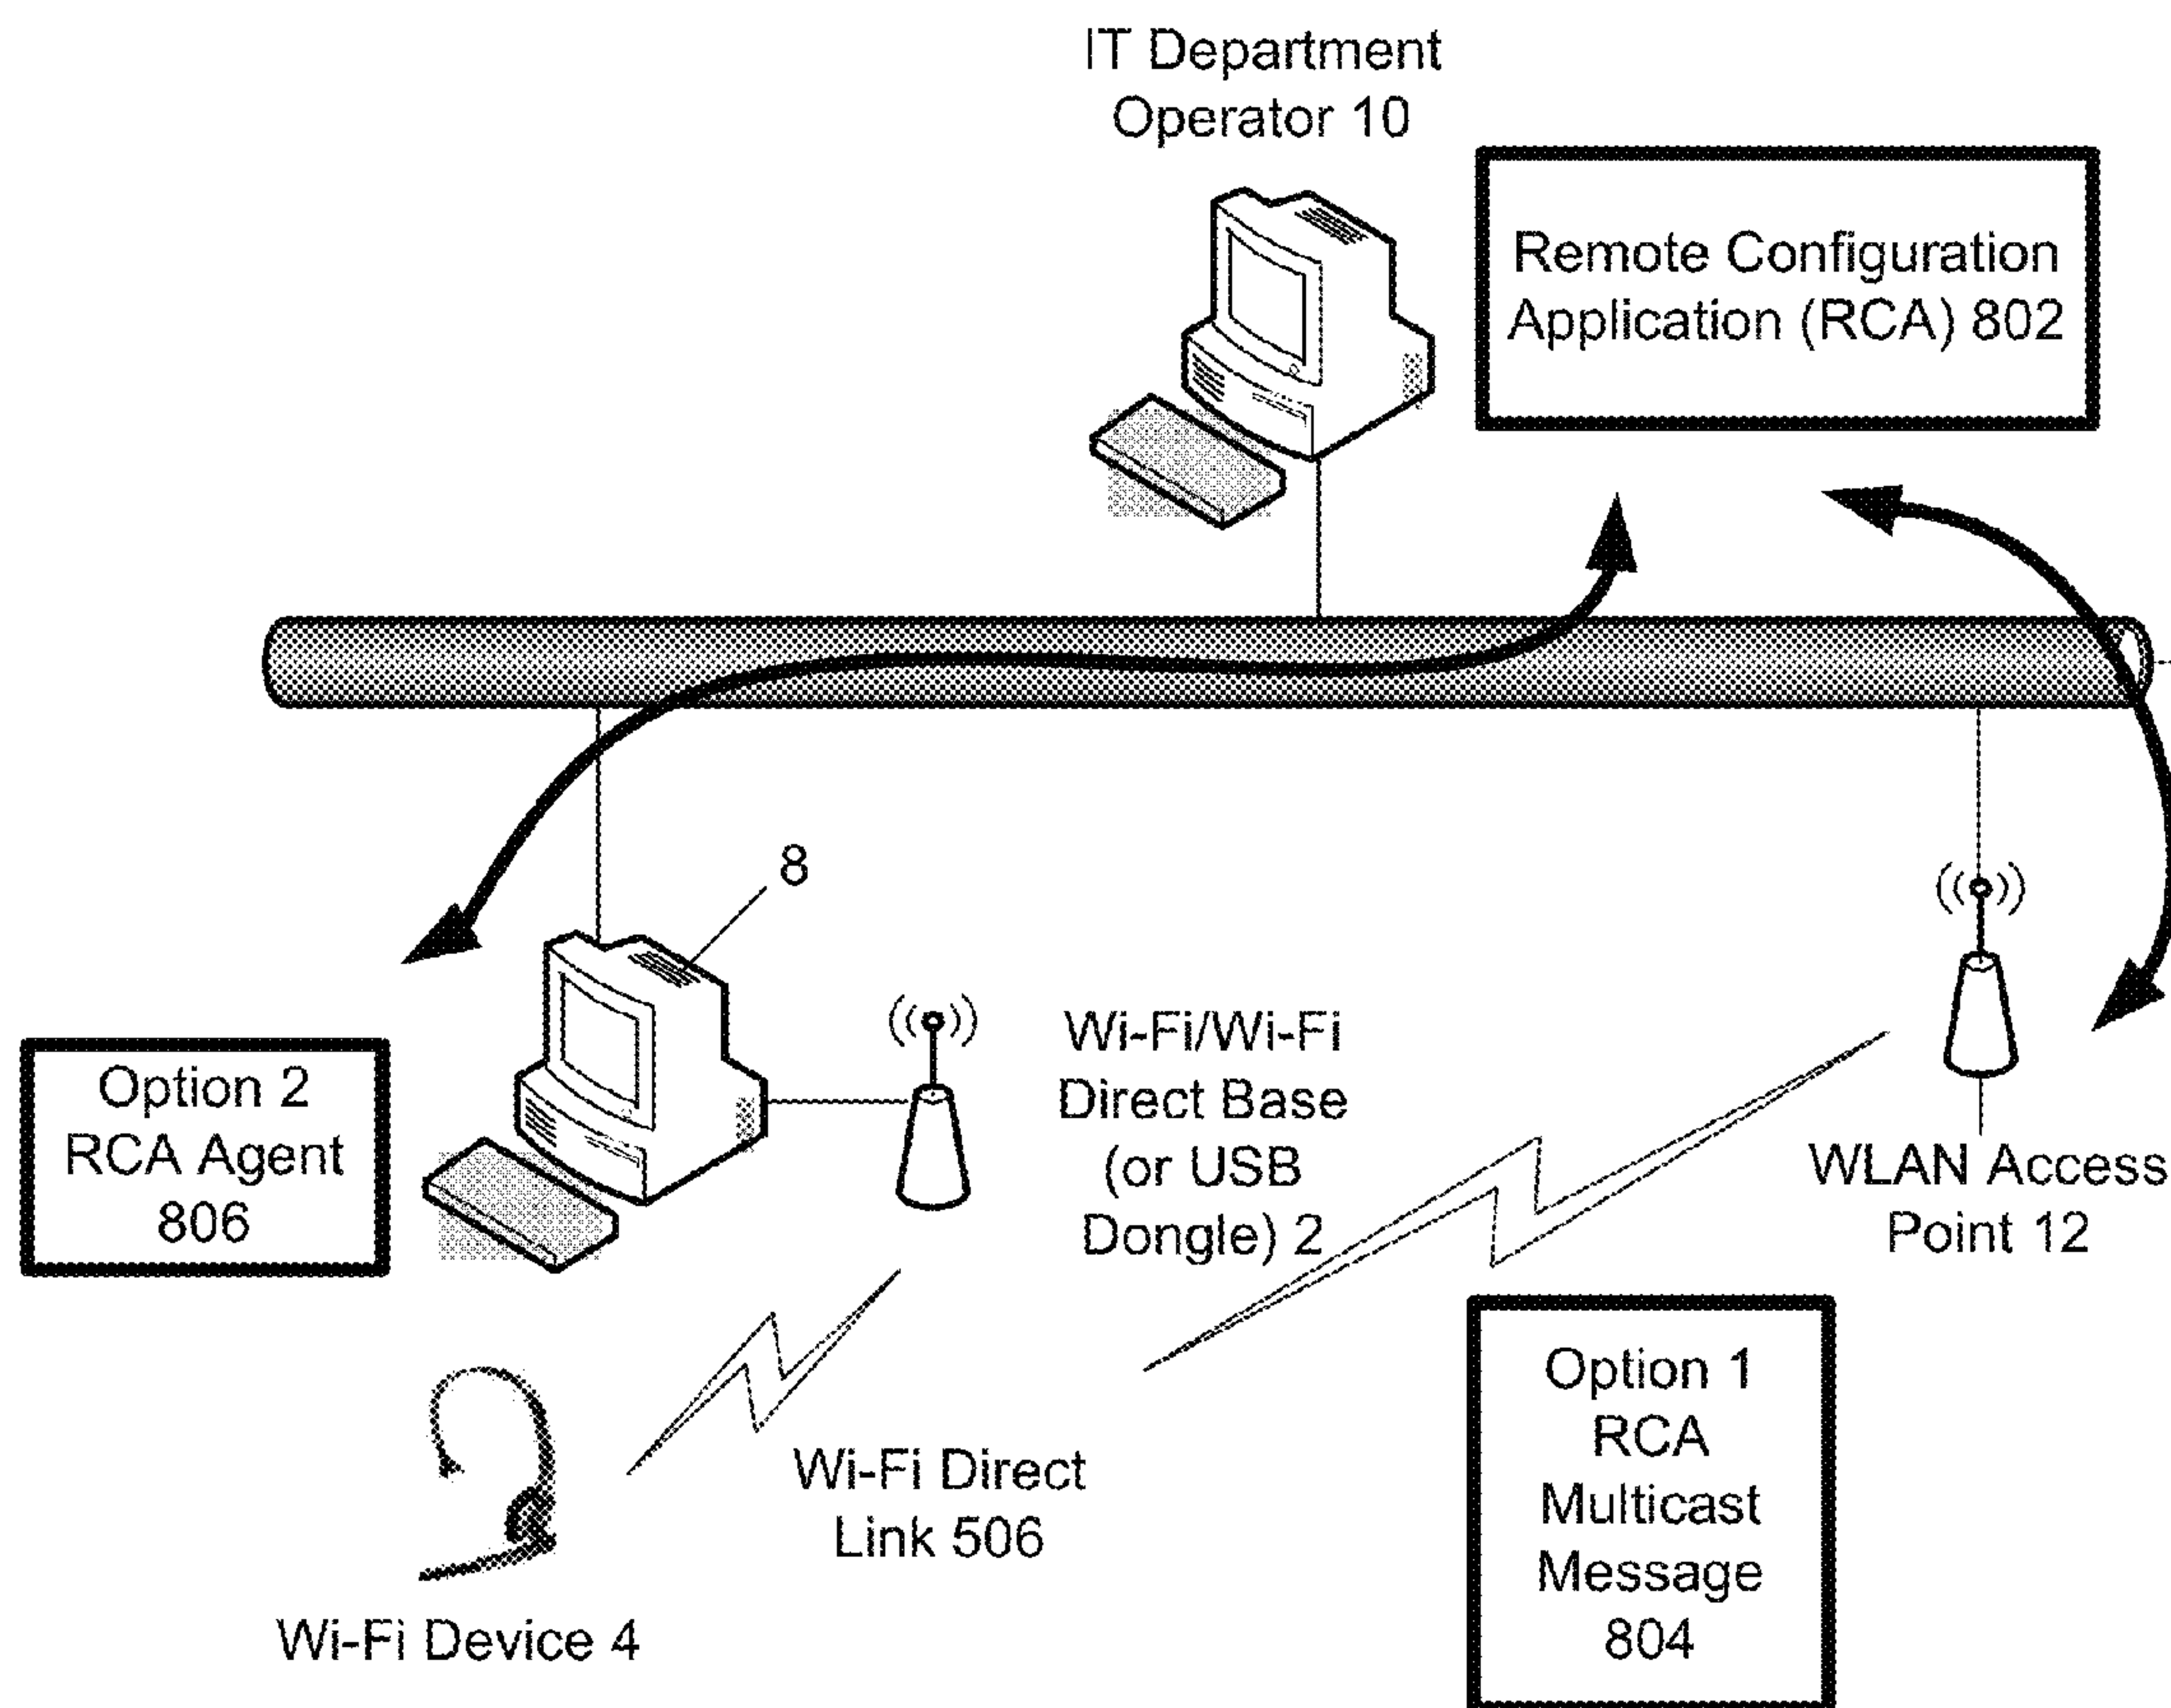 IT Department
Operator 10
Remote Configuration
Application (RCA) 802
8
Option 2
RCA Agent
806
Wi-Fi/Wi-Fi
Direct Base
(or USB
Dongle) 2
WLAN Access
Point 12
Option 1
RCA
Multicast
Message
804
Wi-Fi Direct
Link 506
Wi-Fi Device 4